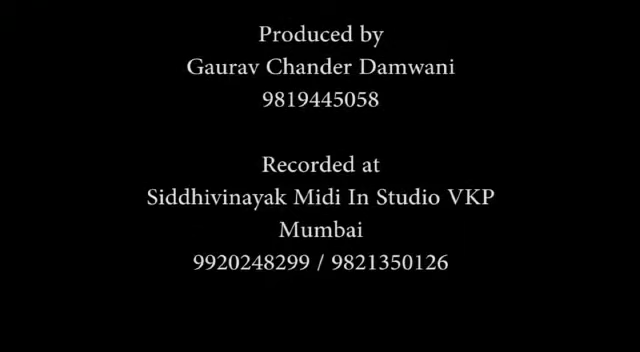 Produced by
Gaurav Chander Damwani
9819445058
Recorded at
Siddhivinayak Midi In Studio VKP
Mumbai
9920248299 / 9821350126